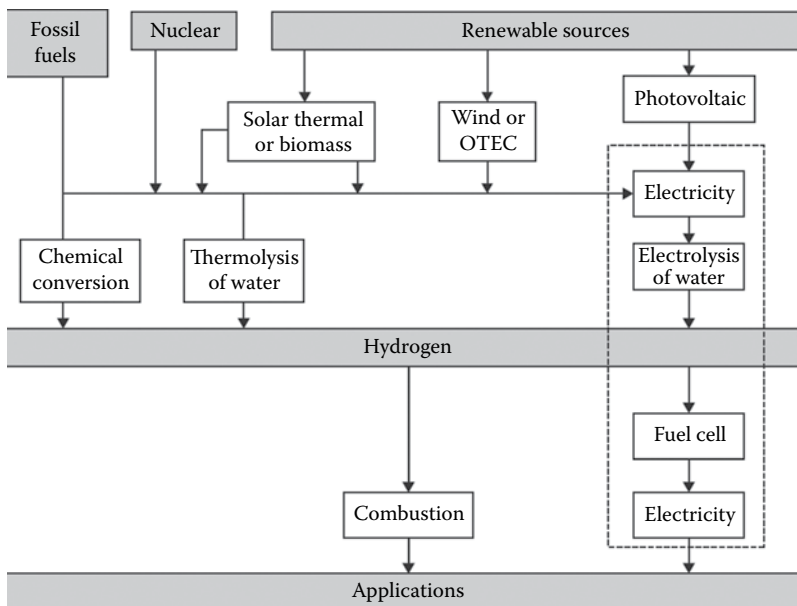 Fossil
fuels
Nuclear
Renewable sources
Solar thermal
or biomass
Wind or
OTEC
Photovoltaic
Electricity
Chemical
conversion
Thermolysis
of water
Electrolysis
of water
Hydrogen
Fuel cell
Combustion
Electricity
Applications